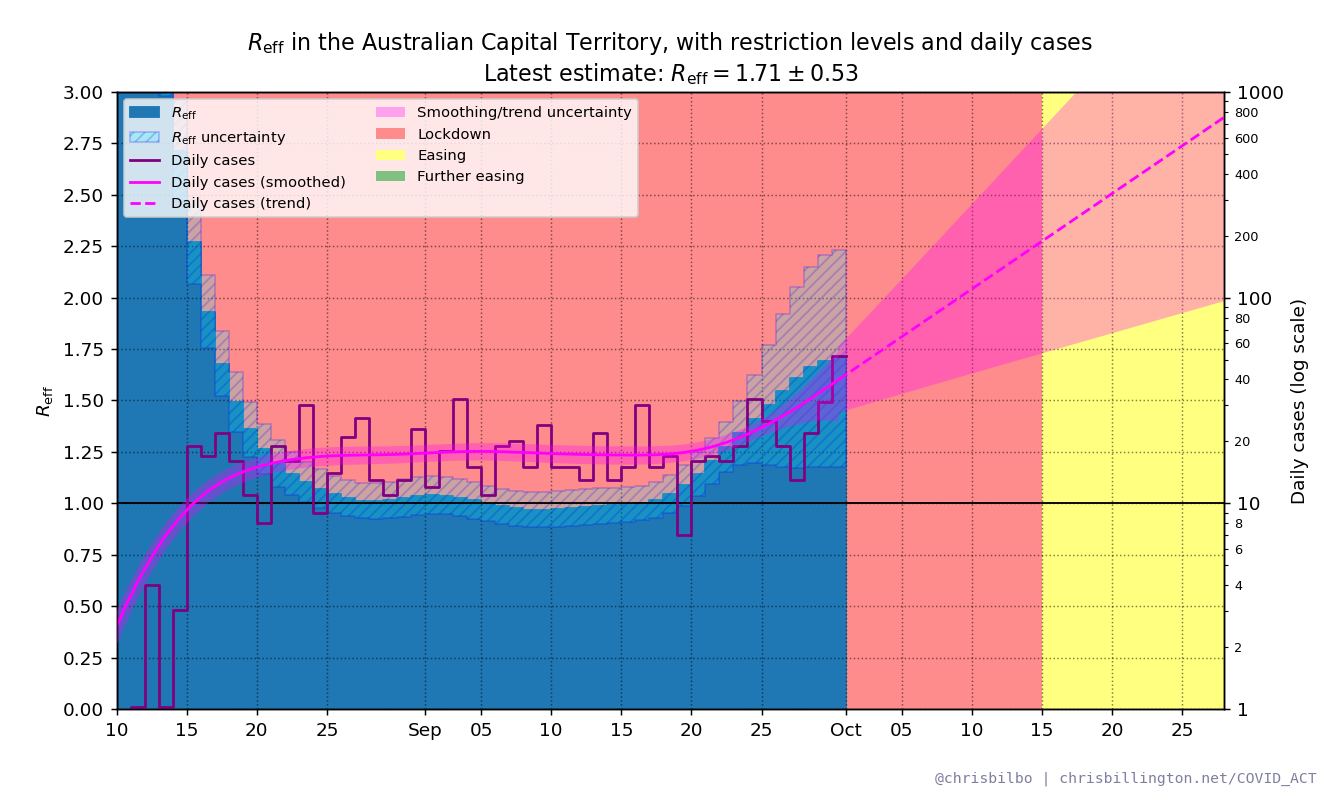 Reff in the Australian Capital Territory, with restriction levels and daily cases
Latest estimate: Reff = 1.71 ± 0.53
Reff
Reff uncertainty
Daily cases
Daily cases (smoothed)
Daily cases (trend)
Smoothing/trend uncertainty
Lockdown
Easing
Further easing
3.00
2.75
2.50
2.25
2.00
1.75
1.50
1.25
1.00
0.75
0.50
0.25
0.00
Reff
1000
800
600
400
200
100
80
60
40
20
10
8
6
4
2
1
Daily cases (log scale)
10 15 20 25 Sep 05 10 15 20 25 Oct 05 10 15 20 25
@chrisbilbo | chrisbillington.net/COVID_ACT